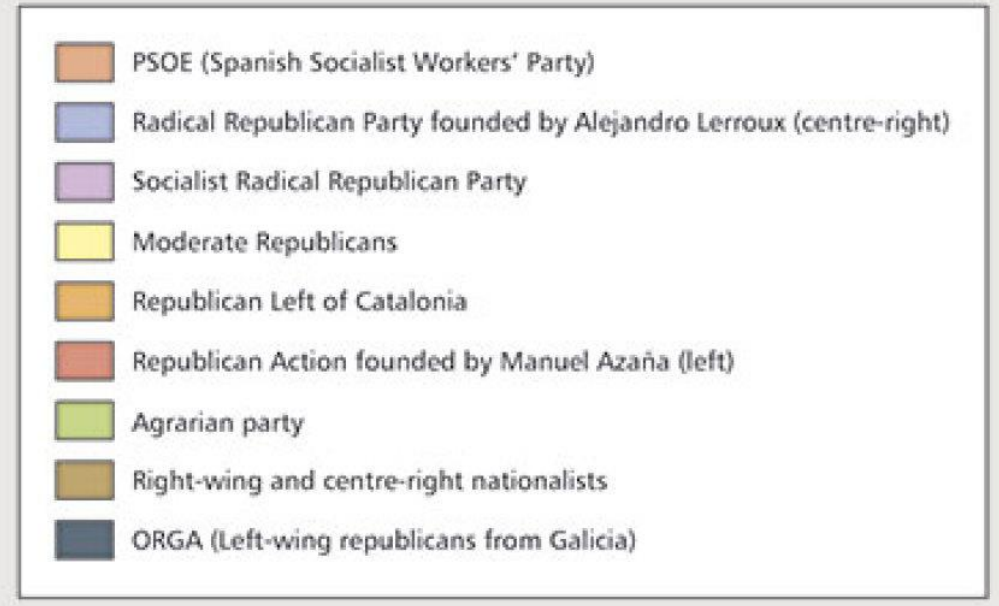 PSOE (Spanish Socialist Workers' Party)
Radical Republican Party founded by Alejandro Lerroux (centre-right)
Socialist Radical Republican Party
Moderate Republicans
Republican Left of Catalonia
Republican Action founded by Manuel Azaña (left)
Agrarian party
Right-wing and centre-right nationalists
ORGA (Left-wing republicans from Galicia)